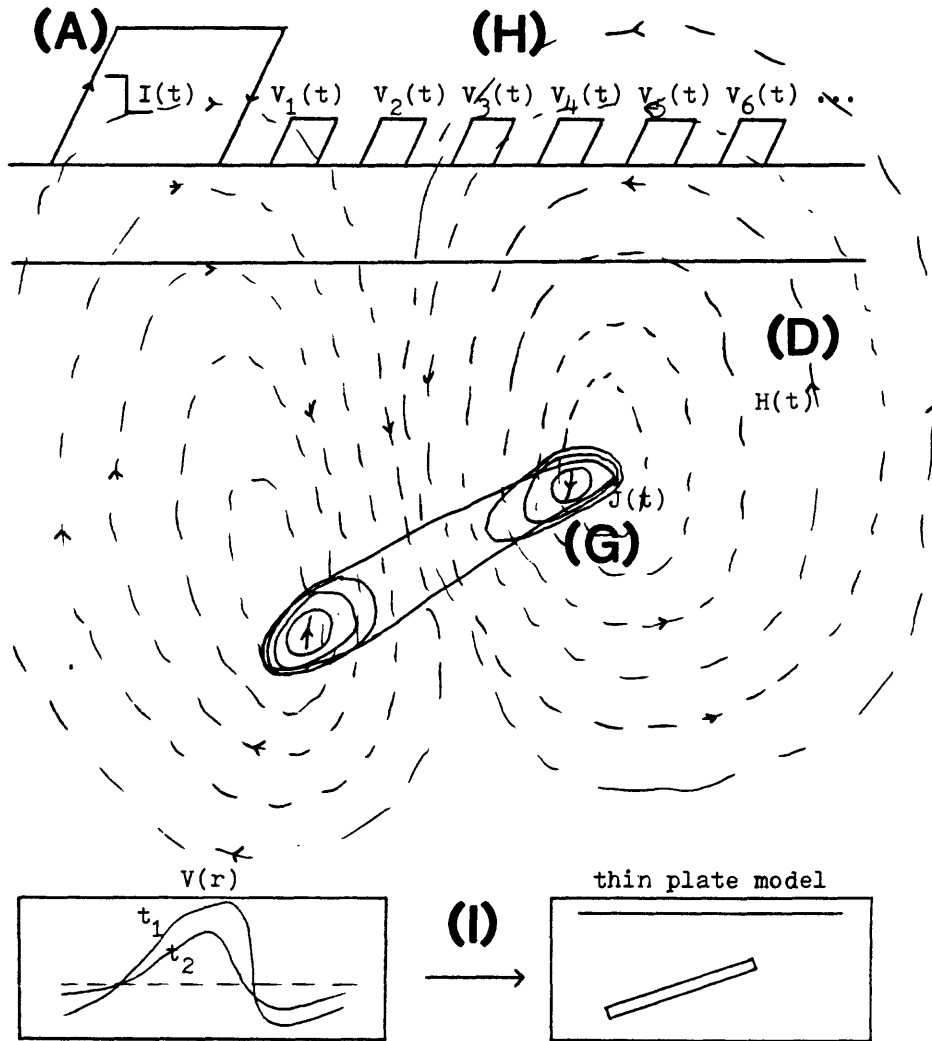 (A)
(H)
I(t)
V₁(t) V₂(t) V₃(t) V₄(t) V₅(t) V₆(t) ...
(D)
H(t)
J(t)
(G)
V(r)
thin plate model
t₁
t₂
(I)